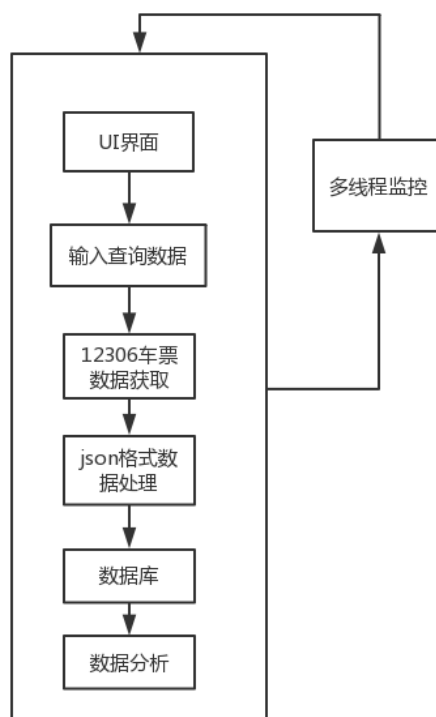 UI界面
多线程监控
输入查询数据
12306车票
数据获取
json格式数
据处理
数据库
数据分析